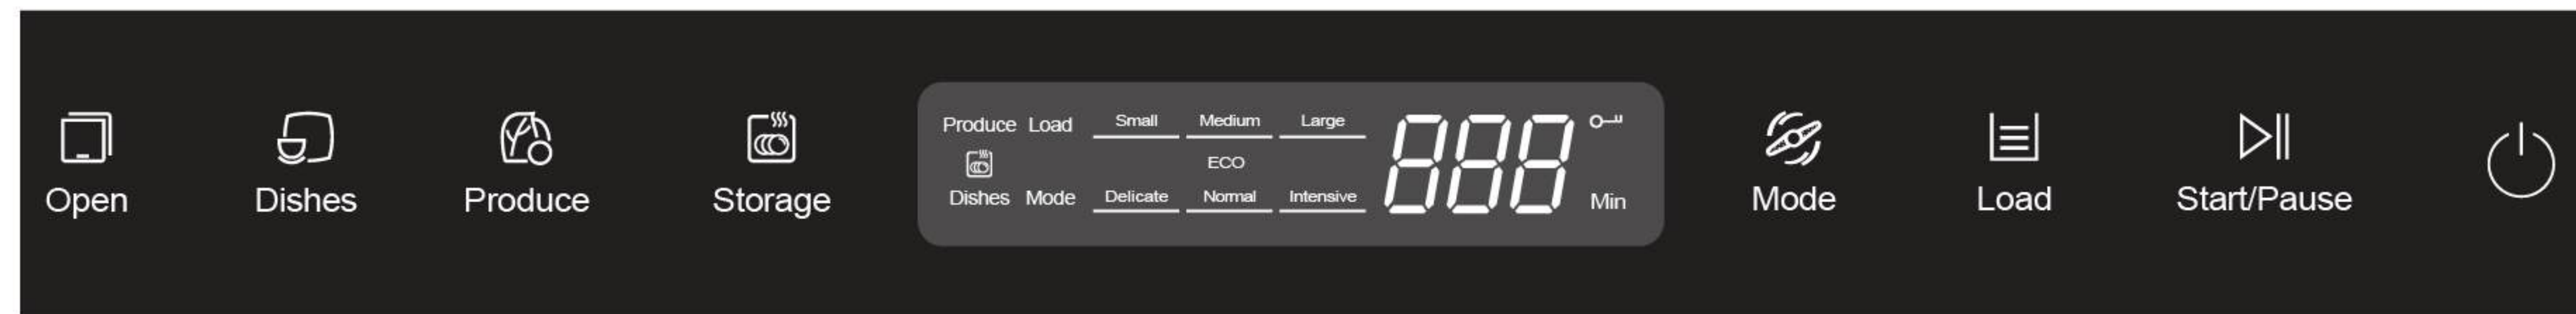 Open
Dishes
Produce
Storage
Produce Load Small Medium Large
ECO
Dishes Mode Delicate Normal Intensive
888
Min
Mode
Load
Start/Pause